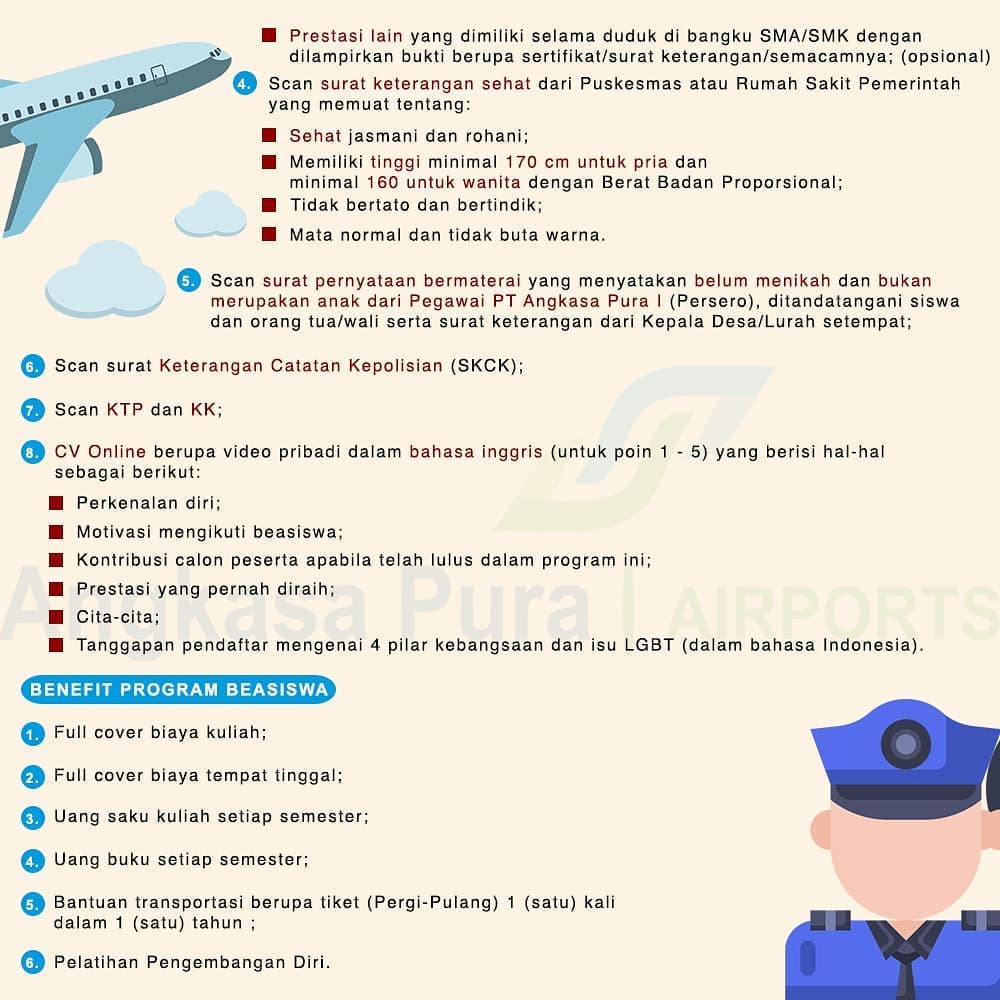 Prestasi lain yang dimiliki selama duduk di bangku SMA/SMK dengan
dilampirkan bukti berupa sertifikat/surat keterangan/semacamnya; (opsional)
4. Scan surat keterangan sehat dari Puskesmas atau Rumah Sakit Pemerintah
yang memuat tentang:
Sehat jasmani dan rohani;
Memiliki tinggi minimal 170 cm untuk pria dan
minimal 160 untuk wanita dengan Berat Badan Proporsional;
Tidak bertato dan bertindik;
Mata normal dan tidak buta warna.
5. Scan surat pernyataan bermaterai yang menyatakan belum menikah dan bukan
merupakan anak dari Pegawai PT Angkasa Pura I (Persero), ditandatangani siswa
dan orang tua/wali serta surat keterangan dari Kepala Desa/Lurah setempat;
6. Scan surat Keterangan Catatan Kepolisian (SKCK);
7. Scan KTP dan KK;
8. CV Online berupa video pribadi dalam bahasa inggris (untuk poin 1 - 5) yang berisi hal-hal
sebagai berikut:
Perkenalan diri;
Motivasi mengikuti beasiswa;
Kontribusi calon peserta apabila telah lulus dalam program ini;
Prestasi yang pernah diraih;
Angkasa Pura | AIRPORTS
Cita-cita;
Tanggapan pendaftar mengenai 4 pilar kebangsaan dan isu LGBT (dalam bahasa Indonesia).
BENEFIT PROGRAM BEASISWA
1. Full cover biaya kuliah;
2. Full cover biaya tempat tinggal;
3. Uang saku kuliah setiap semester;
4. Uang buku setiap semester;
5. Bantuan transportasi berupa tiket (Pergi-Pulang) 1 (satu) kali
dalam 1 (satu) tahun ;
6. Pelatihan Pengembangan Diri.